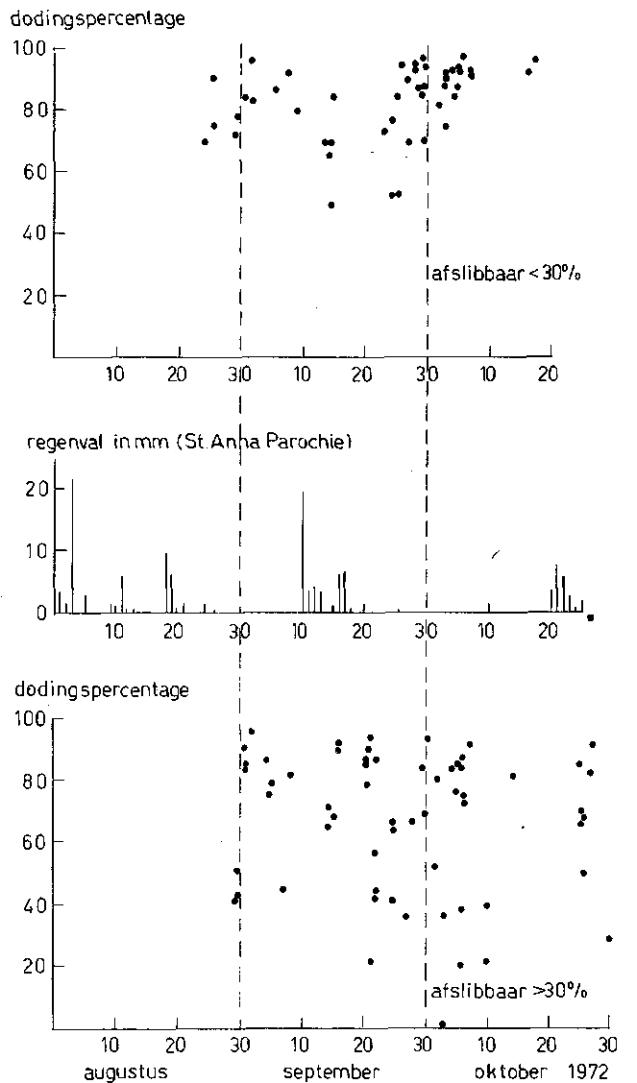 dodingspercentage
100
80
60
40
20
afslibbaar <30%
10 20 30 10 20 30 10 20
regenval in mm (St. Anna Parochie)
20
10
0
10 20 30 10 20 30 10
dodingspercentage
100
80
60
40
20
afslibbaar >30%
10 20 30 10 20 30 10 20 30
augustus september oktober 1972